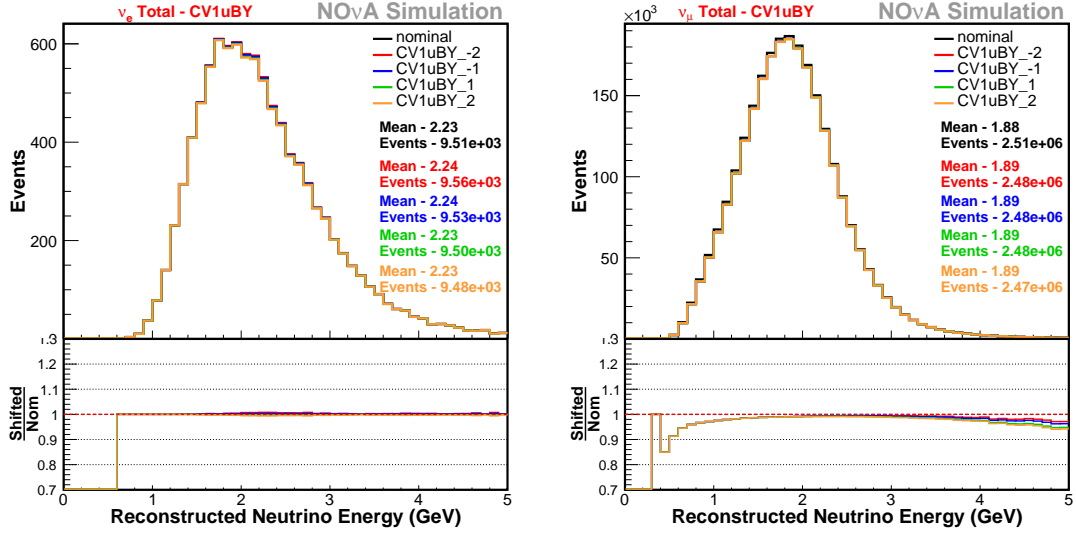 νe Total - CV1uBY
NOνA Simulation
600
400
200
Events
nominal
CV1uBY_-2
CV1uBY_-1
CV1uBY_1
CV1uBY_2
Mean - 2.23
Events - 9.51e+03
Mean - 2.24
Events - 9.56e+03
Mean - 2.24
Events - 9.53e+03
Mean - 2.23
Events - 9.50e+03
Mean - 2.23
Events - 9.48e+03
1.3
1.2
1.1
1
0.9
0.8
0.7
Shifted
Nom
0 1 2 3 4 5
Reconstructed Neutrino Energy (GeV)
×10³
νμ Total - CV1uBY
NOνA Simulation
150
100
50
Events
nominal
CV1uBY_-2
CV1uBY_-1
CV1uBY_1
CV1uBY_2
Mean - 1.88
Events - 2.51e+06
Mean - 1.89
Events - 2.48e+06
Mean - 1.89
Events - 2.48e+06
Mean - 1.89
Events - 2.48e+06
Mean - 1.89
Events - 2.47e+06
1.3
1.2
1.1
1
0.9
0.8
0.7
Shifted
Nom
0 1 2 3 4 5
Reconstructed Neutrino Energy (GeV)